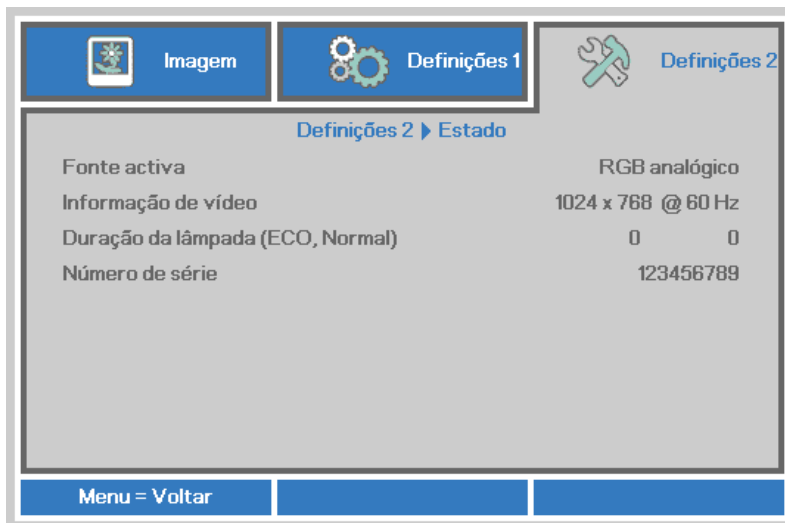 Imagem
Definições 1
Definições 2
Definições 2 ▶ Estado
Fonte activa RGB analógico
Informação de vídeo 1024 x 768 @ 60 Hz
Duração da lâmpada (ECO, Normal) 0 0
Número de série 123456789
Menu = Voltar